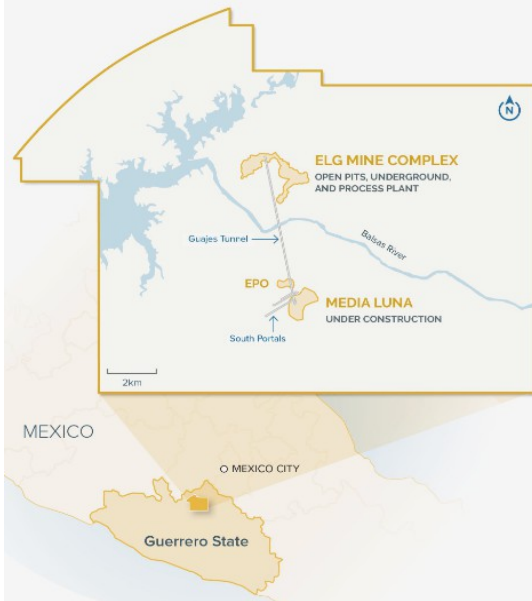 N
ELG MINE COMPLEX
OPEN PITS, UNDERGROUND,
AND PROCESS PLANT
Guajes Tunnel
Balsas River
EPO
MEDIA LUNA
UNDER CONSTRUCTION
South Portals
2km
MEXICO
MEXICO CITY
Guerrero State